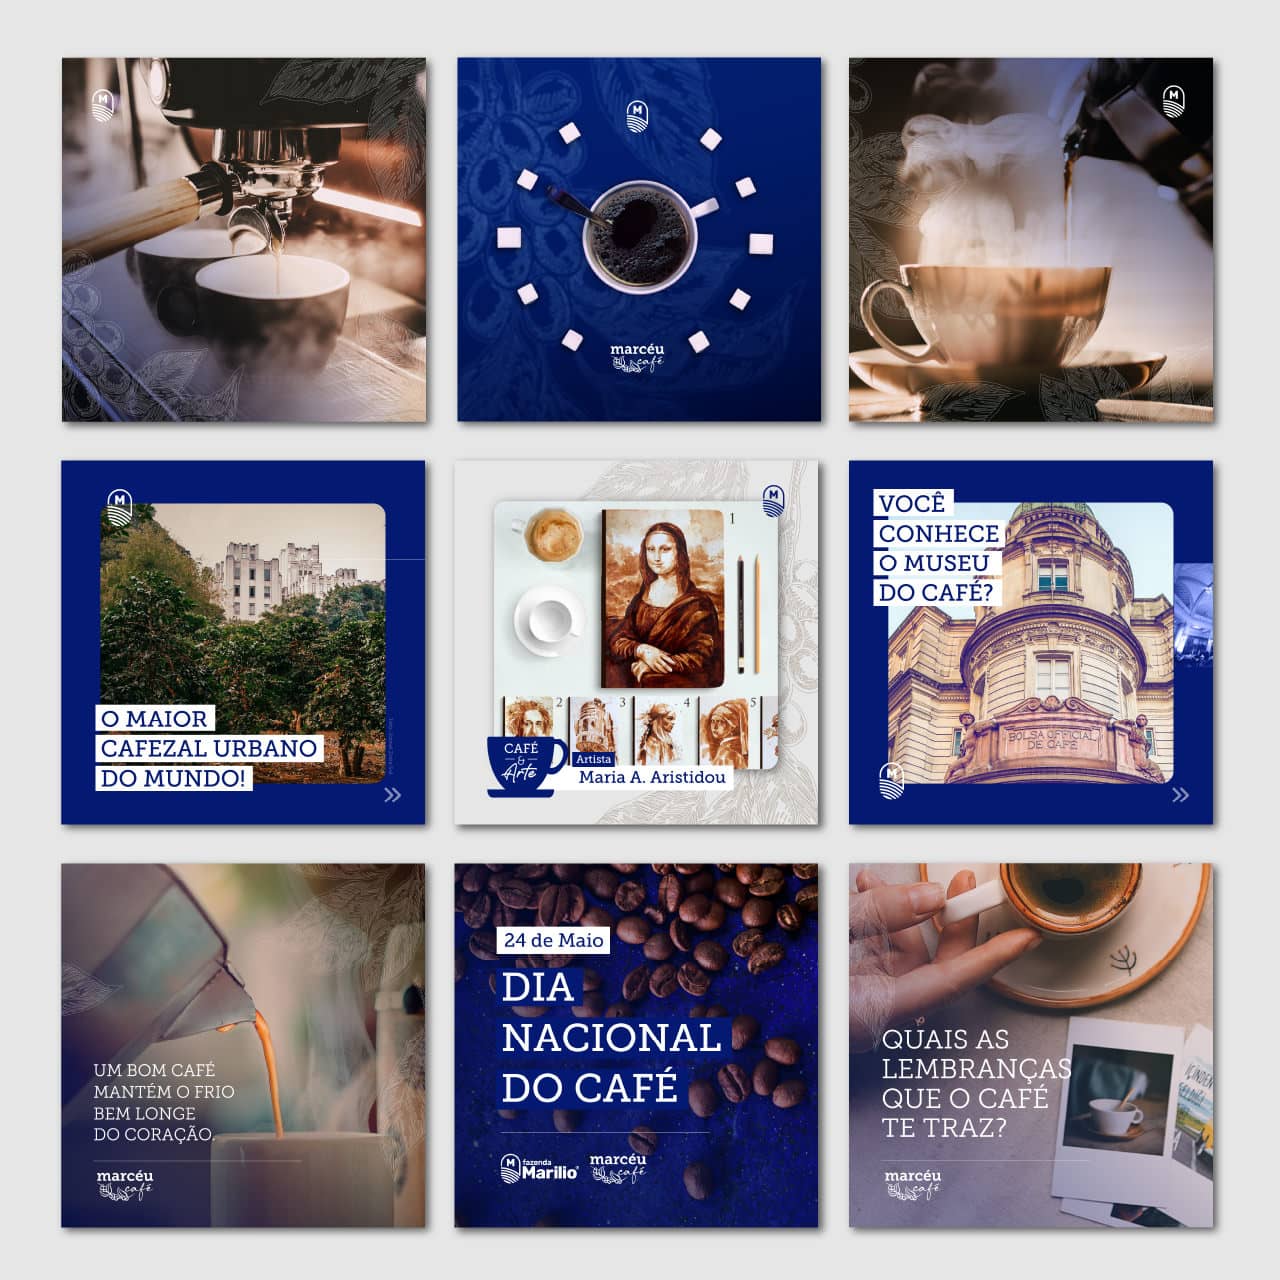 M
M
marcéu
café
M
M
O MAIOR
CAFEZAL URBANO
DO MUNDO!
M
1
2
3
4
5
CAFÉ
&
Arte
Artista
Maria A. Aristidou
VOCÊ
CONHECE
O MUSEU
DO CAFÉ?
BOLSA OFFICIAL
DE CAFÉ
M
UM BOM CAFÉ
MANTÉM O FRIO
BEM LONGE
DO CORAÇÃO.
marcéu
café
24 de Maio
DIA
NACIONAL
DO CAFÉ
M fazenda
Marilio®
marcéu
café
QUAIS AS
LEMBRANÇAS
QUE O CAFÉ
TE TRAZ?
marcéu
café